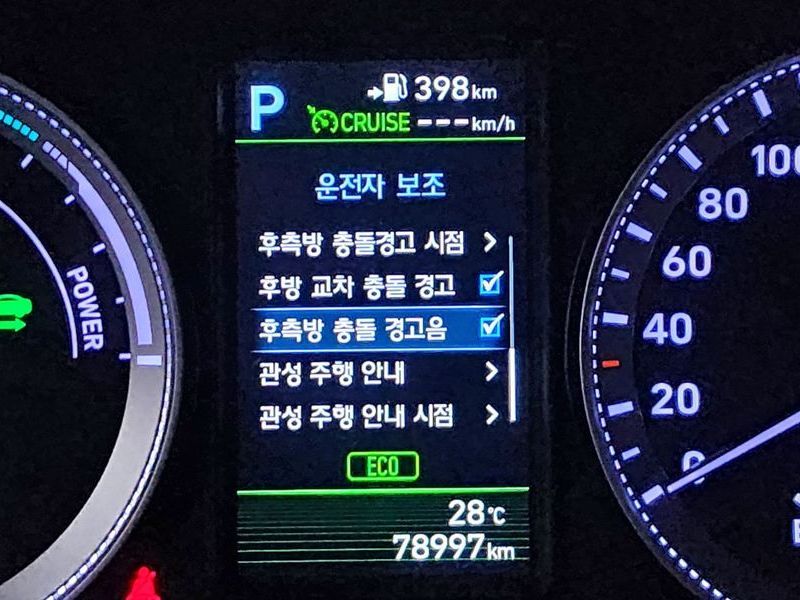 P
398km
CRUISE ---km/h
운전자 보조
후측방 충돌경고 시점 >
후방 교차 충돌 경고
후측방 충돌 경고음
관성 주행 안내 >
관성 주행 안내 시점 >
ECO
28℃
78997km
POWER
100
80
60
40
20
0